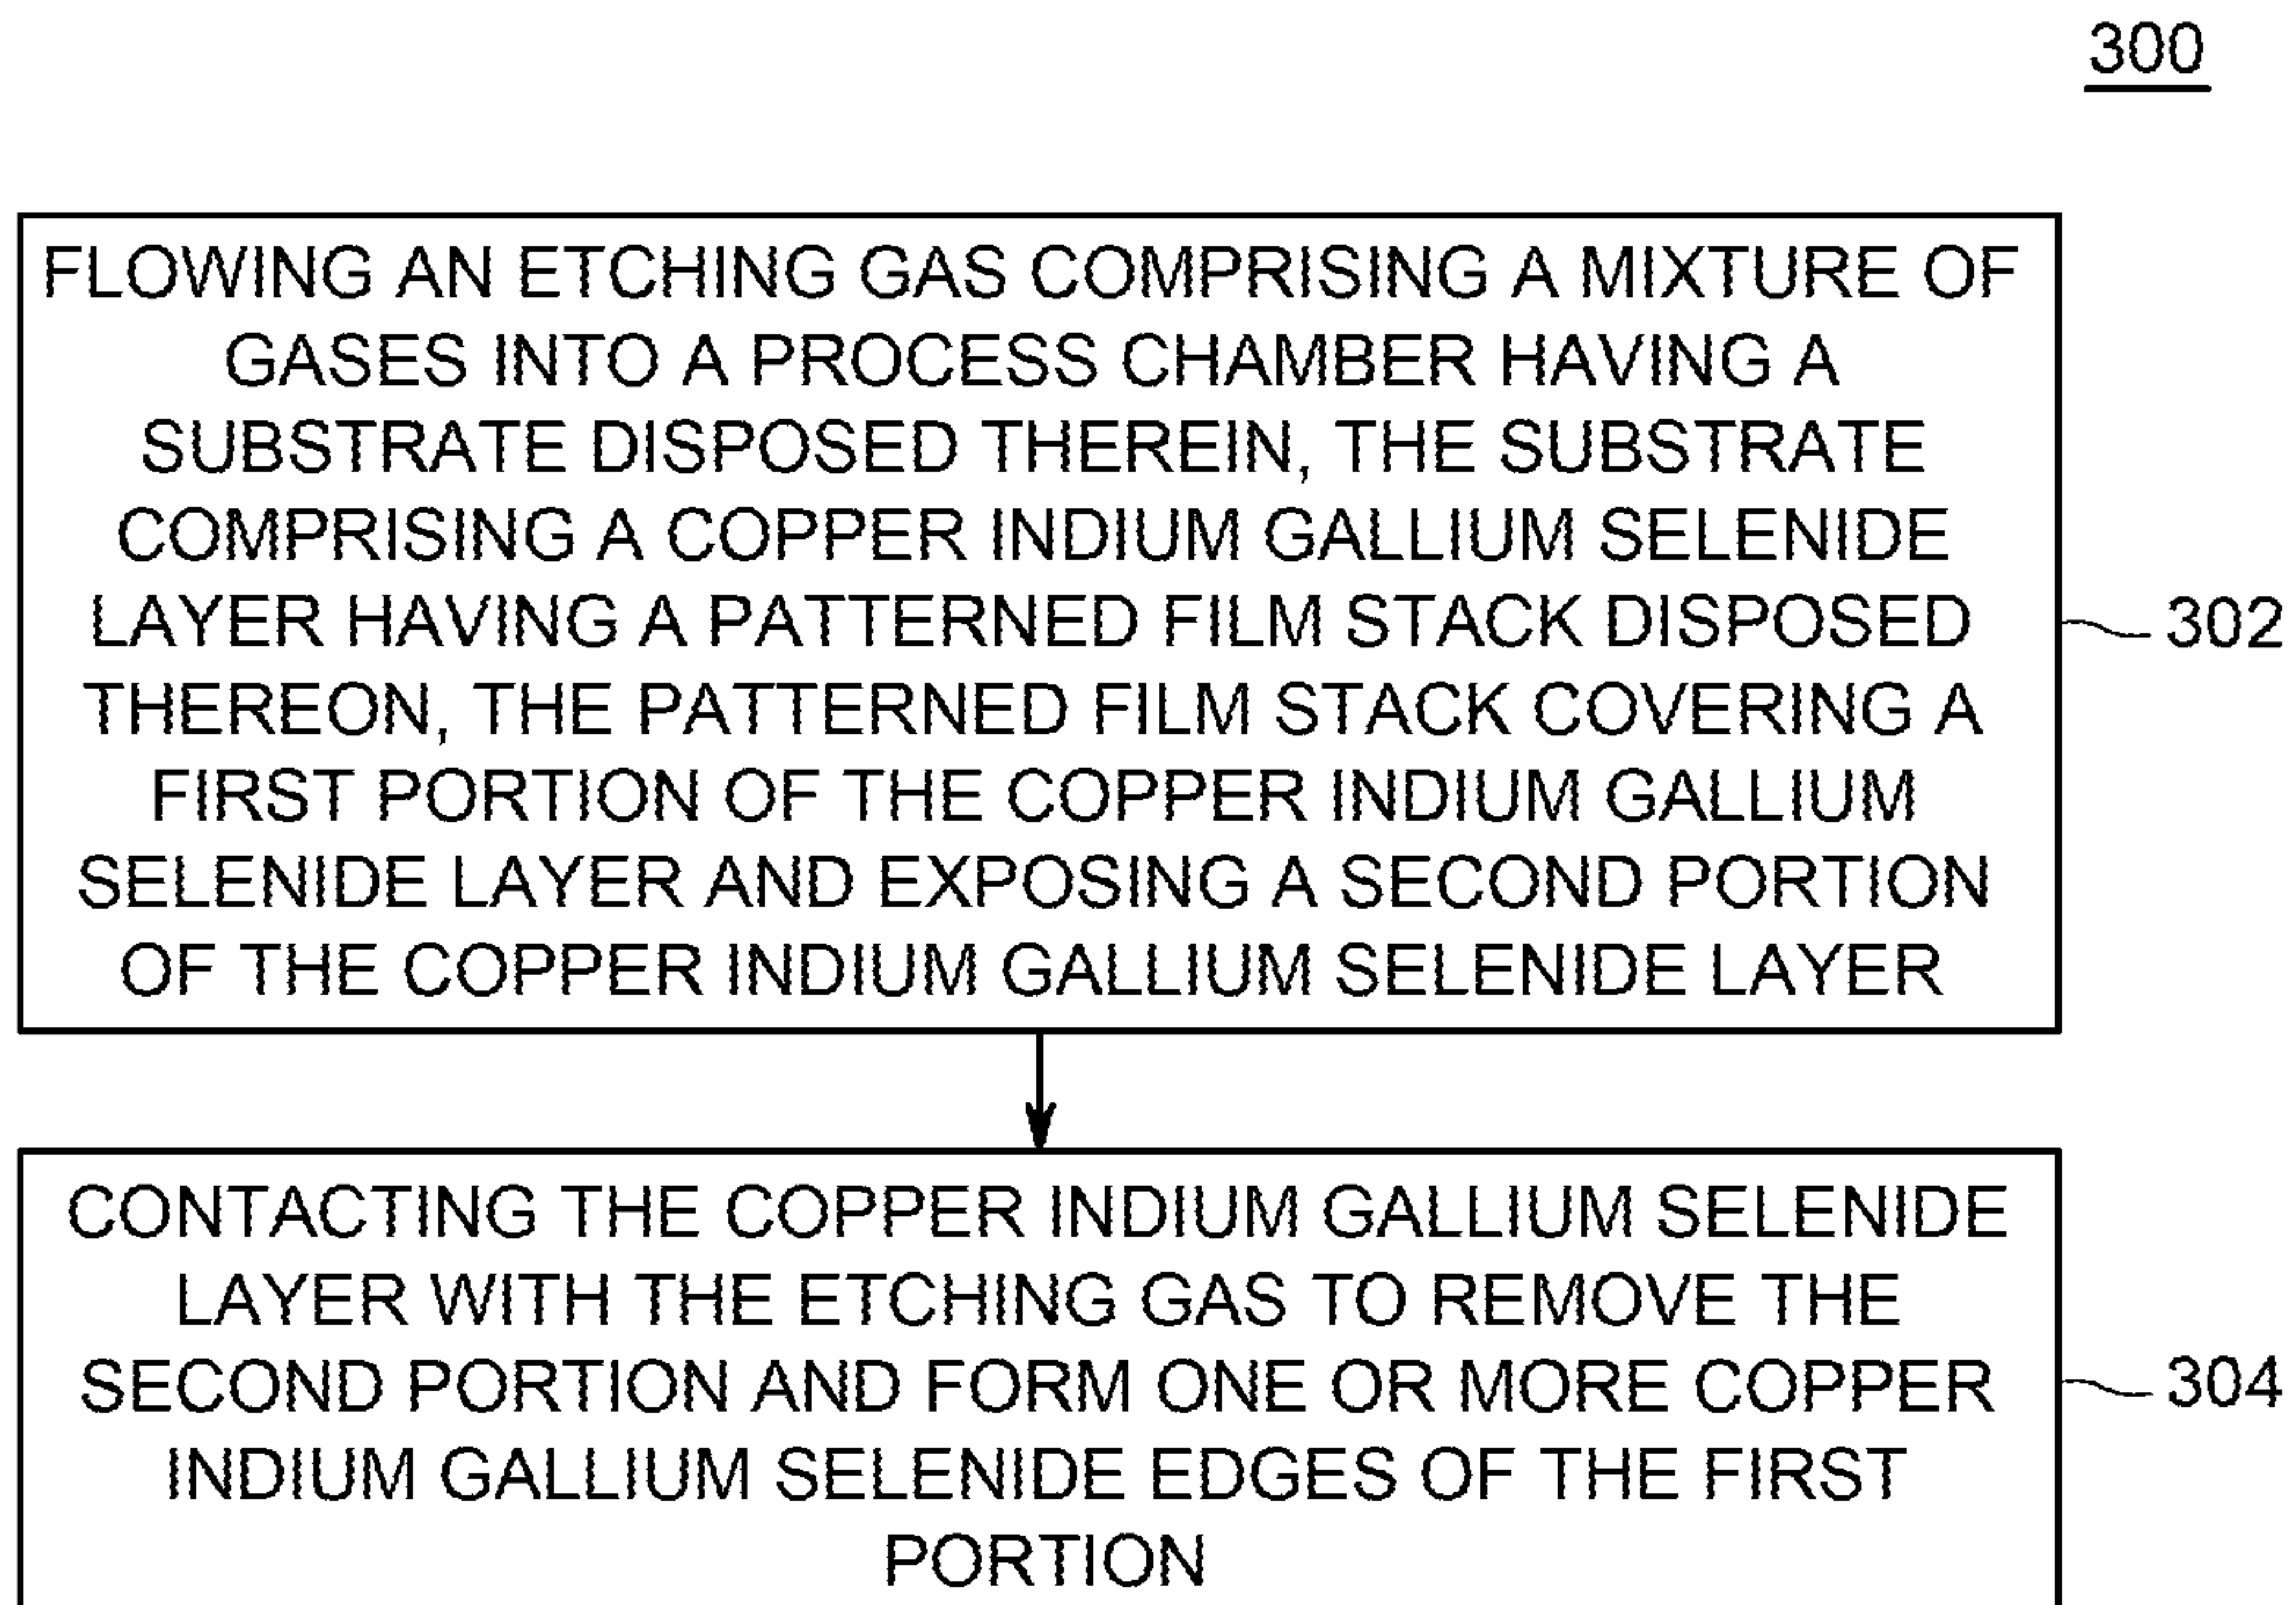 300
FLOWING AN ETCHING GAS COMPRISING A MIXTURE OF
GASES INTO A PROCESS CHAMBER HAVING A
SUBSTRATE DISPOSED THEREIN, THE SUBSTRATE
COMPRISING A COPPER INDIUM GALLIUM SELENIDE
LAYER HAVING A PATTERNED FILM STACK DISPOSED
THEREON, THE PATTERNED FILM STACK COVERING A
FIRST PORTION OF THE COPPER INDIUM GALLIUM
SELENIDE LAYER AND EXPOSING A SECOND PORTION
OF THE COPPER INDIUM GALLIUM SELENIDE LAYER
302
CONTACTING THE COPPER INDIUM GALLIUM SELENIDE
LAYER WITH THE ETCHING GAS TO REMOVE THE
SECOND PORTION AND FORM ONE OR MORE COPPER
INDIUM GALLIUM SELENIDE EDGES OF THE FIRST
PORTION
304